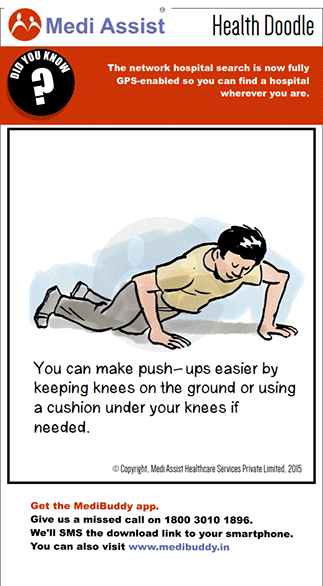 Medi Assist
Health Doodle
DID YOU KNOW
?
The network hospital search is now fully
GPS-enabled so you can find a hospital
wherever you are.
You can make push-ups easier by
keeping knees on the ground or using
a cushion under your knees if
needed.
© Copyright, Medi Assist Healthcare Services Private Limited, 2015
Get the MediBuddy app.
Give us a missed call on 1800 3010 1896.
We'll SMS the download link to your smartphone.
You can also visit www.medibuddy.in